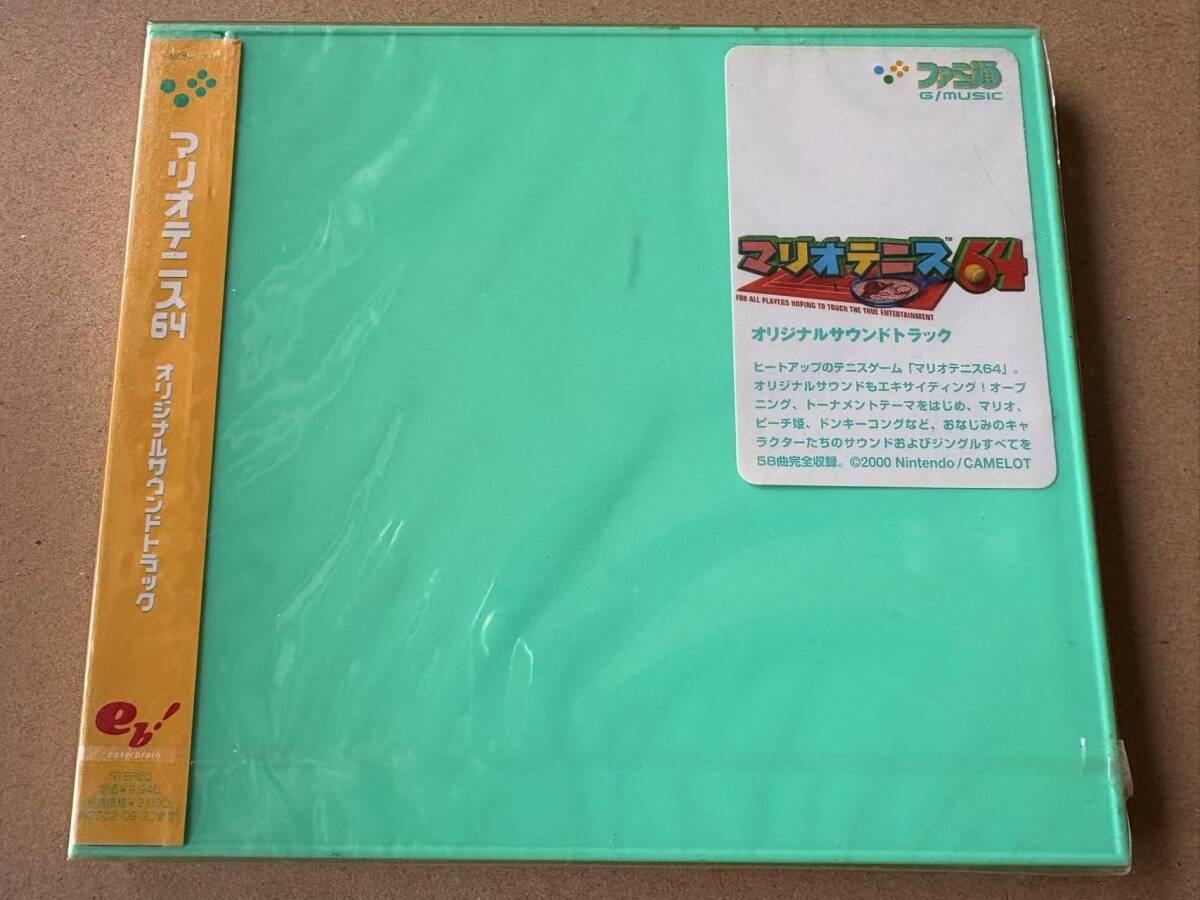 マリオテニス64
オリジナルサウンドトラック
eb!
enterbrain
STEREO
ファミ通
G/MUSIC
マリオテニス64
TM
FOR ALL PLAYERS HOPING TO TOUCH THE TRUE ENTERTAINMENT
オリジナルサウンドトラック
ヒートアップのテニスゲーム「マリオテニス64」。
オリジナルサウンドもエキサイティング！オープ
ニング、トーナメントテーマをはじめ、マリオ、
ピーチ姫、ドンキーコングなど、おなじみのキャ
ラクターたちのサウンドおよびジングルすべてを
58曲完全収録。©2000 Nintendo/CAMELOT